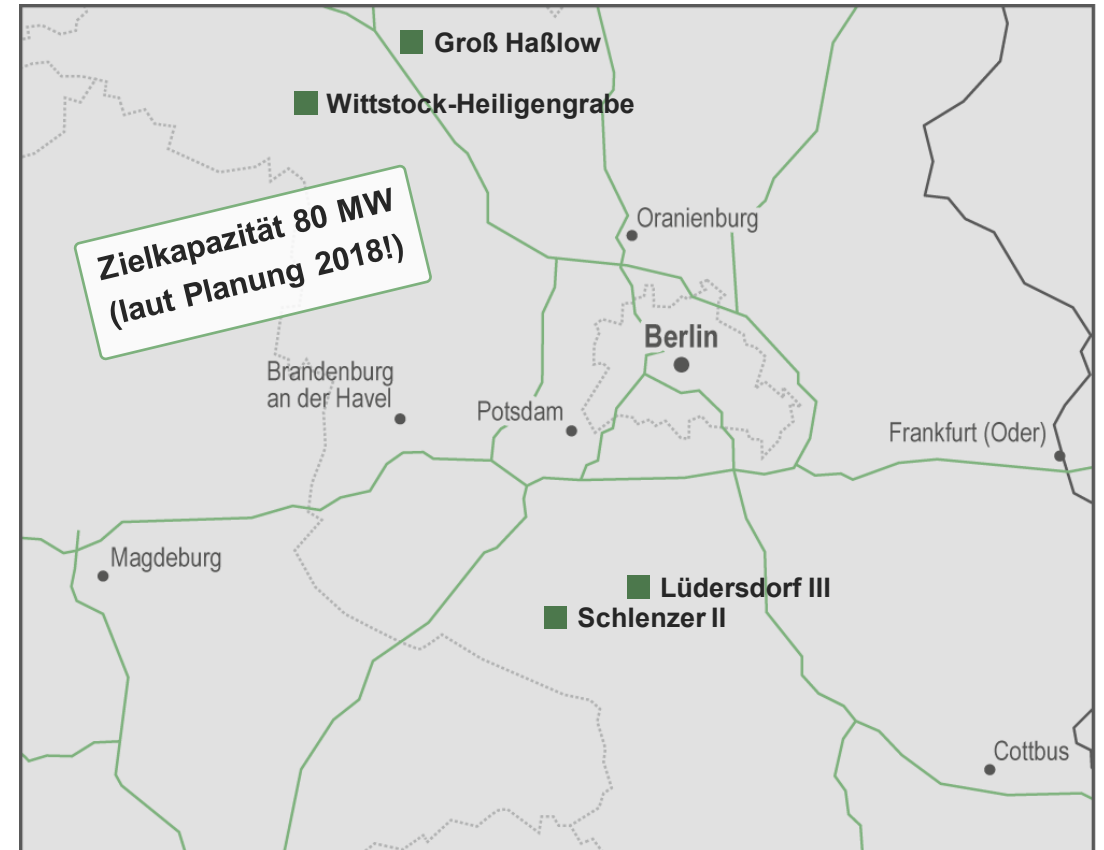 Groß Haßlow
Wittstock-Heiligengrabe
Zielkapazität 80 MW
(laut Planung 2018!)
Oranienburg
Berlin
Brandenburg
an der Havel
Potsdam
Frankfurt (Oder)
Magdeburg
Lüdersdorf III
Schlenzer II
Cottbus